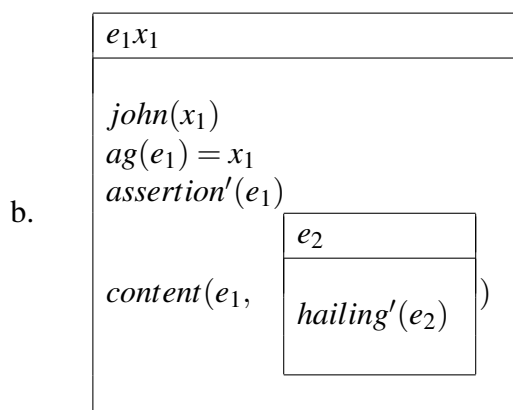 e₁x₁
john(x₁)
ag(e₁) = x₁
assertion′(e₁)
b.
e₂
content(e₁, hailing′(e₂) )